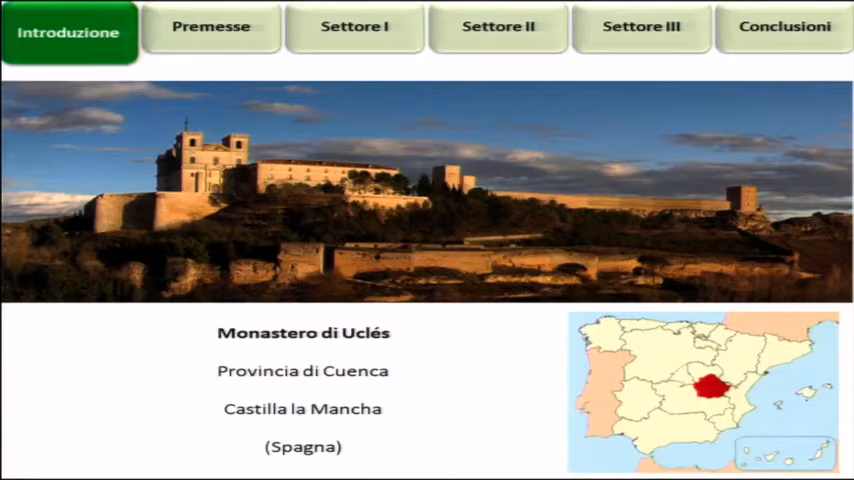 Introduzione
Premesse
Settore I
Settore II
Settore III
Conclusioni
Monastero di Uclés
Provincia di Cuenca
Castilla la Mancha
(Spagna)